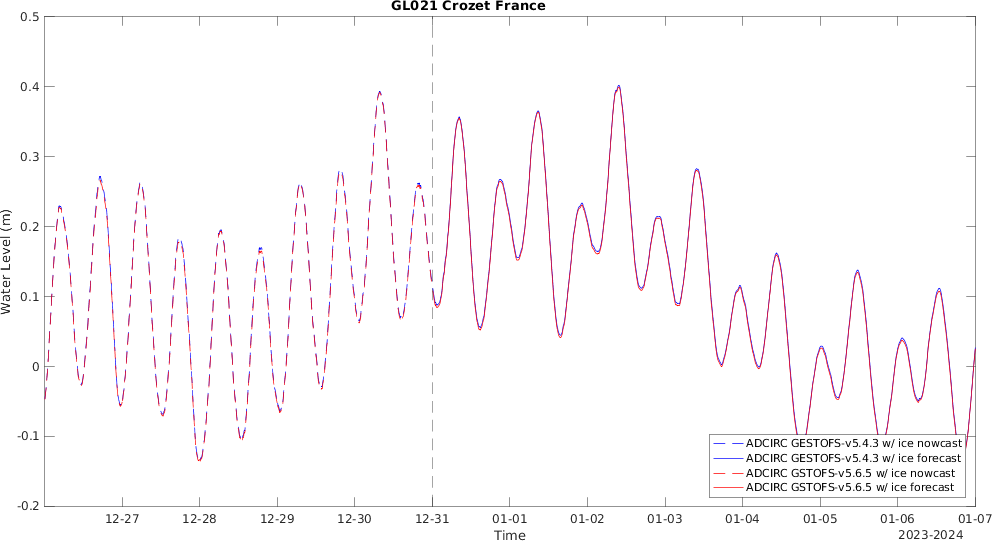 GL021 Crozet France
0.5
0.4
0.3
0.2
0.1
0
-0.1
-0.2
Water Level (m)
ADCIRC GESTOFS-v5.4.3 w/ ice nowcast
ADCIRC GESTOFS-v5.4.3 w/ ice forecast
ADCIRC GSTOFS-v5.6.5 w/ ice nowcast
ADCIRC GSTOFS-v5.6.5 w/ ice forecast
12-27 12-28 12-29 12-30 12-31 01-01 01-02 01-03 01-04 01-05 01-06 01-07
Time
2023-2024